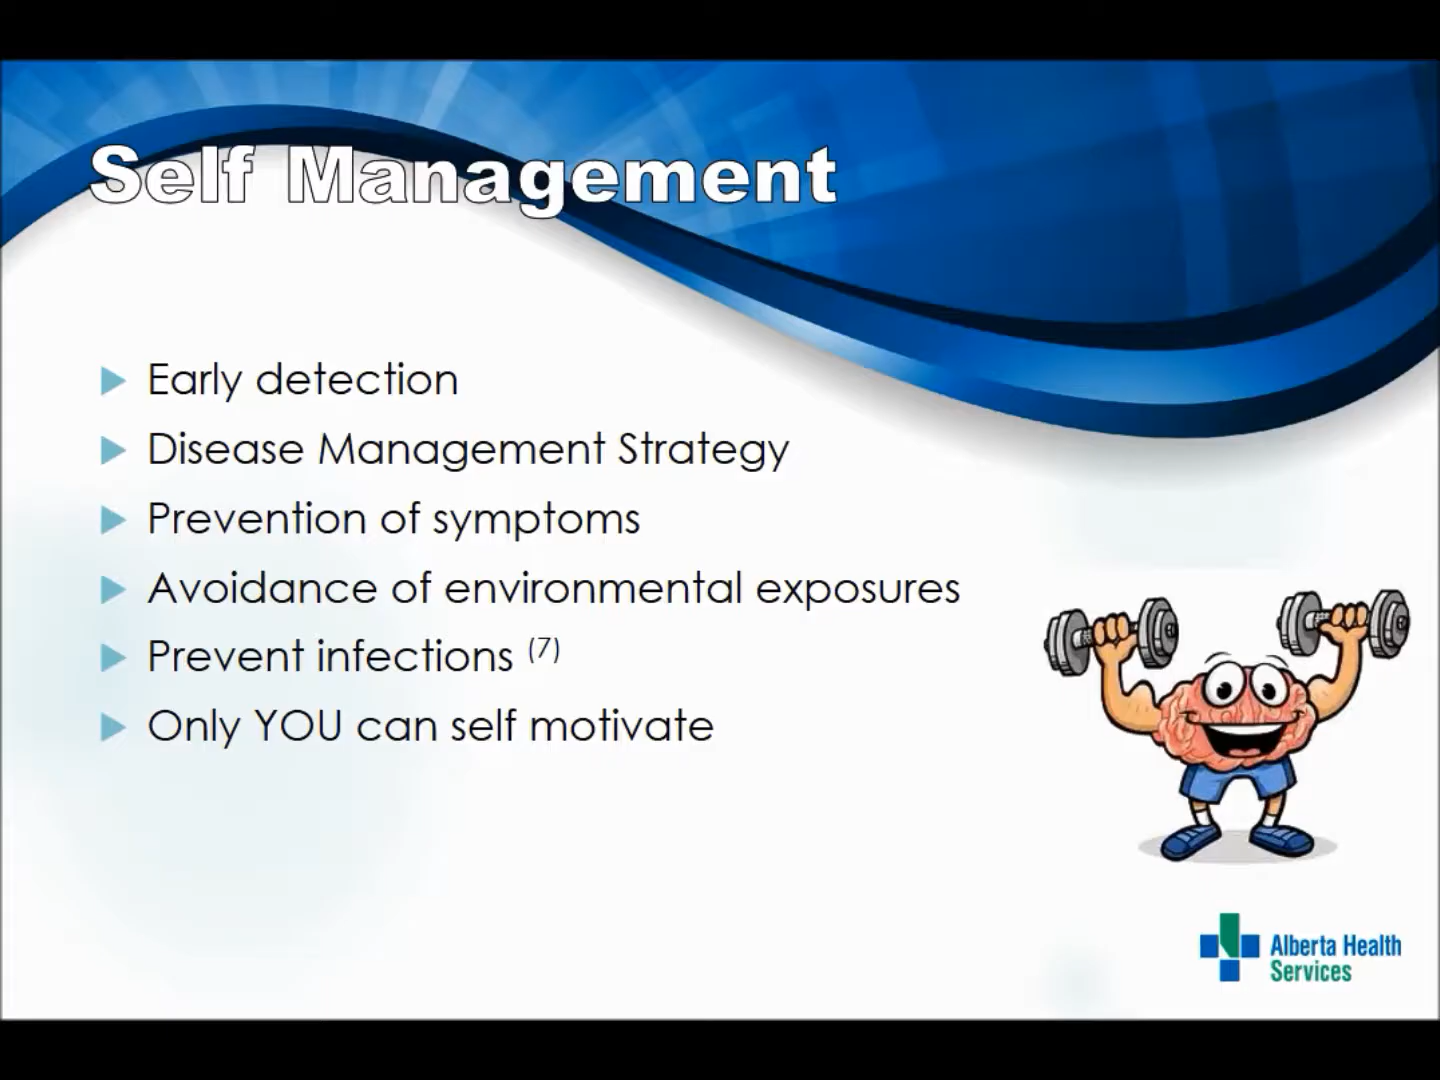 Self Management
Early detection
Disease Management Strategy
Prevention of symptoms
Avoidance of environmental exposures
Prevent infections (7)
Only YOU can self motivate
Alberta Health
Services